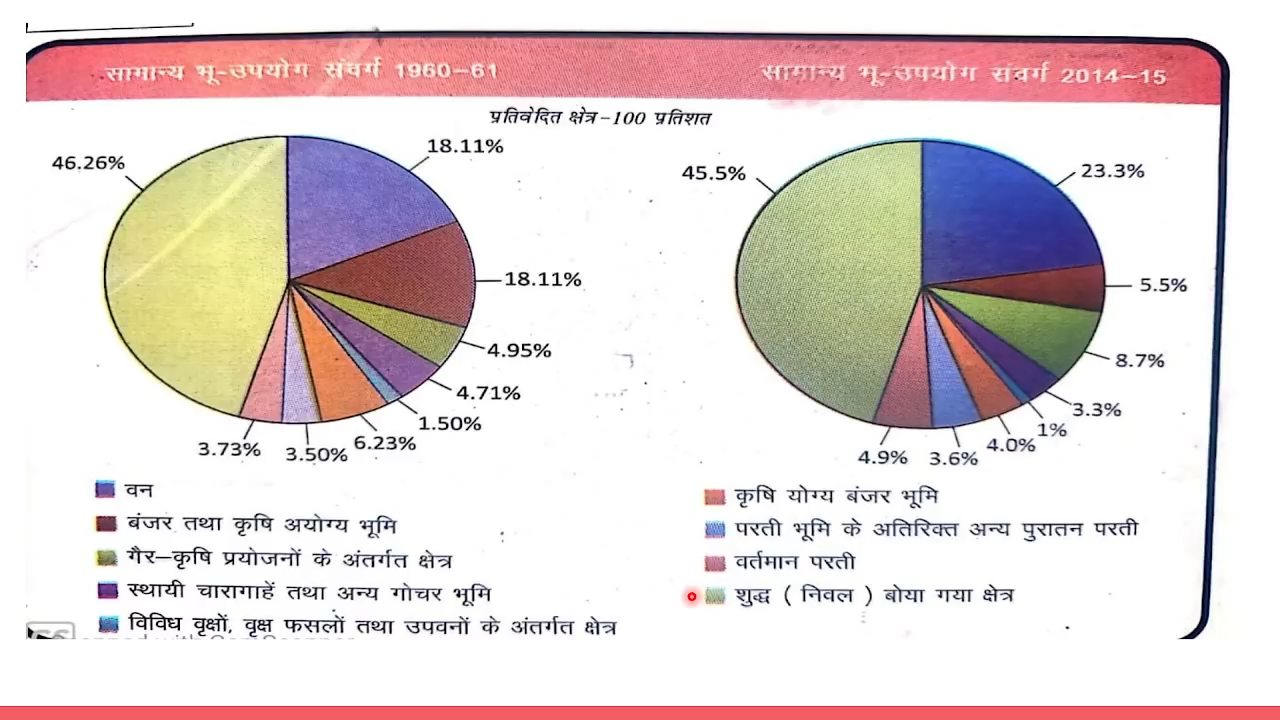 सामान्य भू-उपयोग संवर्ग 1960-61
सामान्य भू-उपयोग संवर्ग 2014-15
प्रतिवेदित क्षेत्र-100 प्रतिशत
46.26%
18.11%
18.11%
4.95%
4.71%
1.50%
6.23%
3.50%
3.73%
45.5%
23.3%
5.5%
8.7%
3.3%
1%
4.0%
3.6%
4.9%
वन
बंजर तथा कृषि अयोग्य भूमि
गैर-कृषि प्रयोजनों के अंतर्गत क्षेत्र
स्थायी चारागाहें तथा अन्य गोचर भूमि
विविध वृक्षों, वृक्ष फसलों तथा उपवनों के अंतर्गत क्षेत्र
कृषि योग्य बंजर भूमि
परती भूमि के अतिरिक्त अन्य पुरातन परती
वर्तमान परती
शुद्ध ( निवल ) बोया गया क्षेत्र